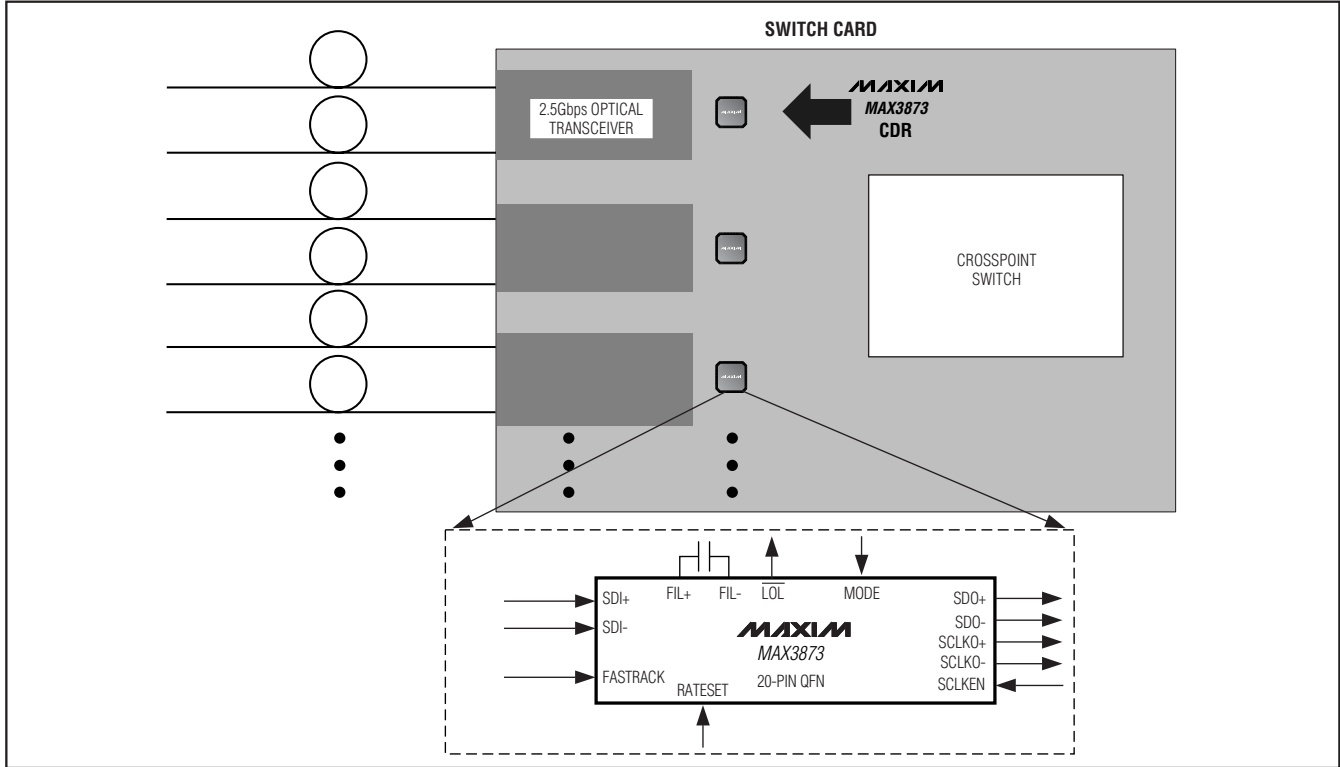 SWITCH CARD
2.5Gbps OPTICAL
TRANSCEIVER
MAXIM
MAX3873
CDR
CROSSPOINT
SWITCH
SDI+
SDI-
FASTRACK
FIL+
FIL-
LOL
MODE
MAXIM
MAX3873
20-PIN QFN
RATESET
SDO+
SDO-
SCLKO+
SCLKO-
SCLKEN